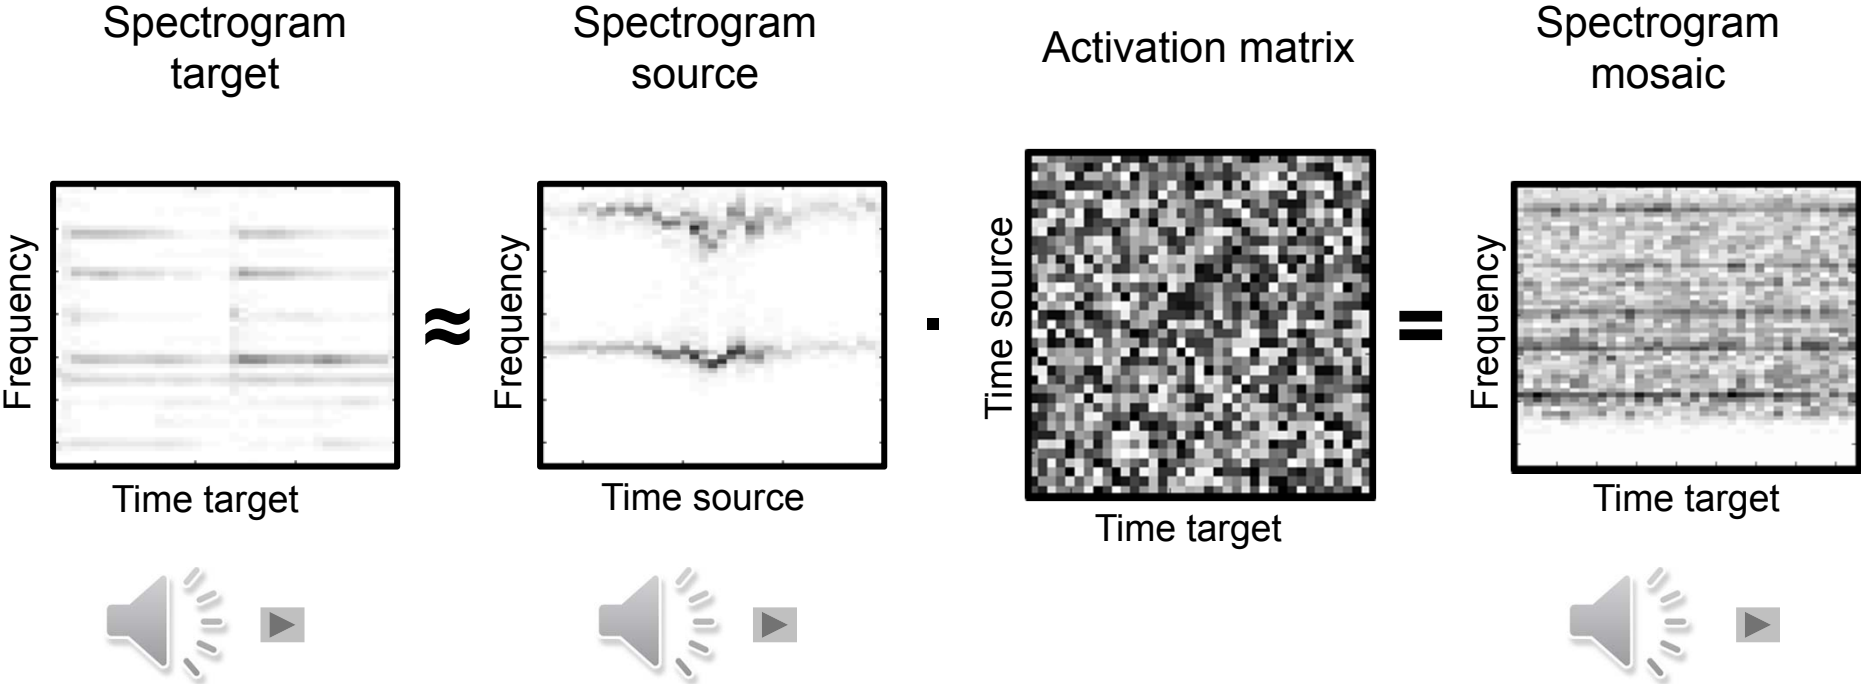 Spectrogram
target
Spectrogram
source
Activation matrix
Spectrogram
mosaic
Frequency
≈
Frequency
·
Time source
=
Frequency
Time target
Time source
Time target
Time target